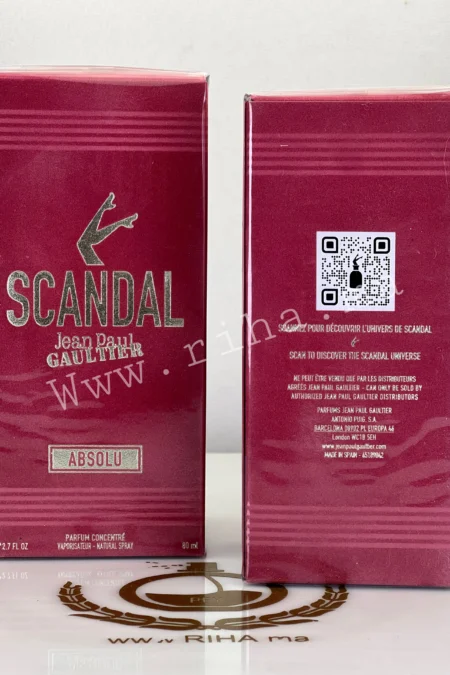 SCANDAL
Jean Paul
GAULTIER
ABSOLU
PARFUM CONCENTRÉ
2.7 FL OZ VAPORISATEUR - NATURAL SPRAY 80 ml
SCANNEZ POUR DÉCOUVRIR L'UNIVERS DE SCANDAL
&
SCAN TO DISCOVER THE SCANDAL UNIVERSE
NE PEUT ÊTRE VENDU QUE PAR LES DISTRIBUTEURS
AGRÉÉS JEAN PAUL GAULTIER - CAN ONLY BE SOLD BY
AUTHORIZED JEAN PAUL GAULTIER DISTRIBUTORS
PARFUMS JEAN PAUL GAULTIER
ANTONIO PUIG, S.A.
BARCELONA 08902 PL EUROPA 46
London WC1B 5EH
www.jeanpaulgaultier.com
MADE IN SPAIN -
www.riha.ma
www RIHA ma